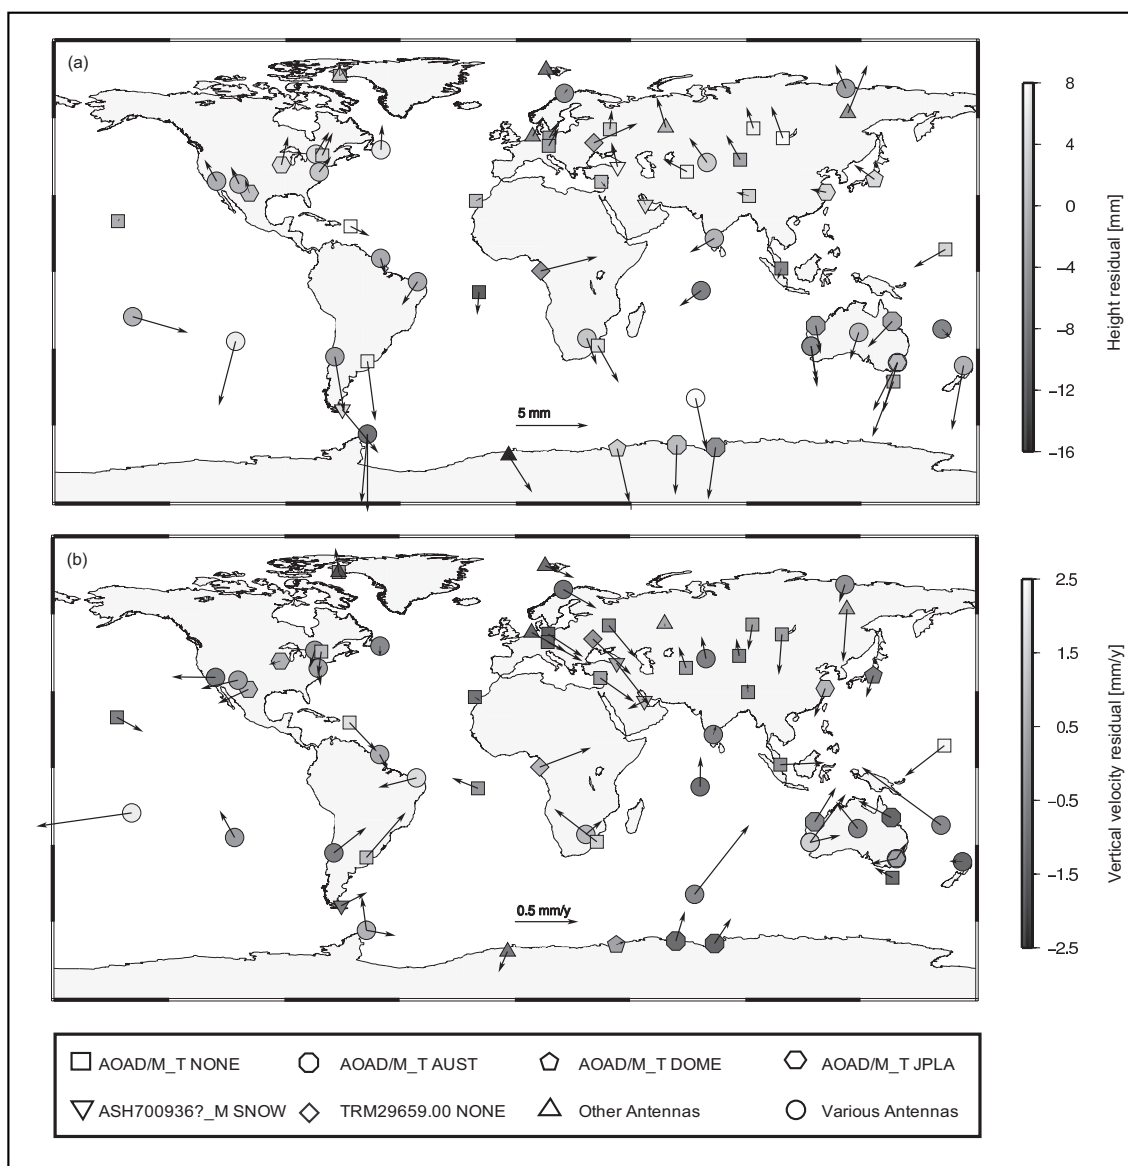 (a)
5 mm
8
4
0
−4
−8
−12
−16
Height residual [mm]
(b)
0.5 mm/y
2.5
1.5
0.5
−0.5
−1.5
−2.5
Vertical velocity residual [mm/y]
AOAD/M_T NONE
AOAD/M_T AUST
AOAD/M_T DOME
AOAD/M_T JPLA
ASH700936?_M SNOW
TRM29659.00 NONE
Other Antennas
Various Antennas